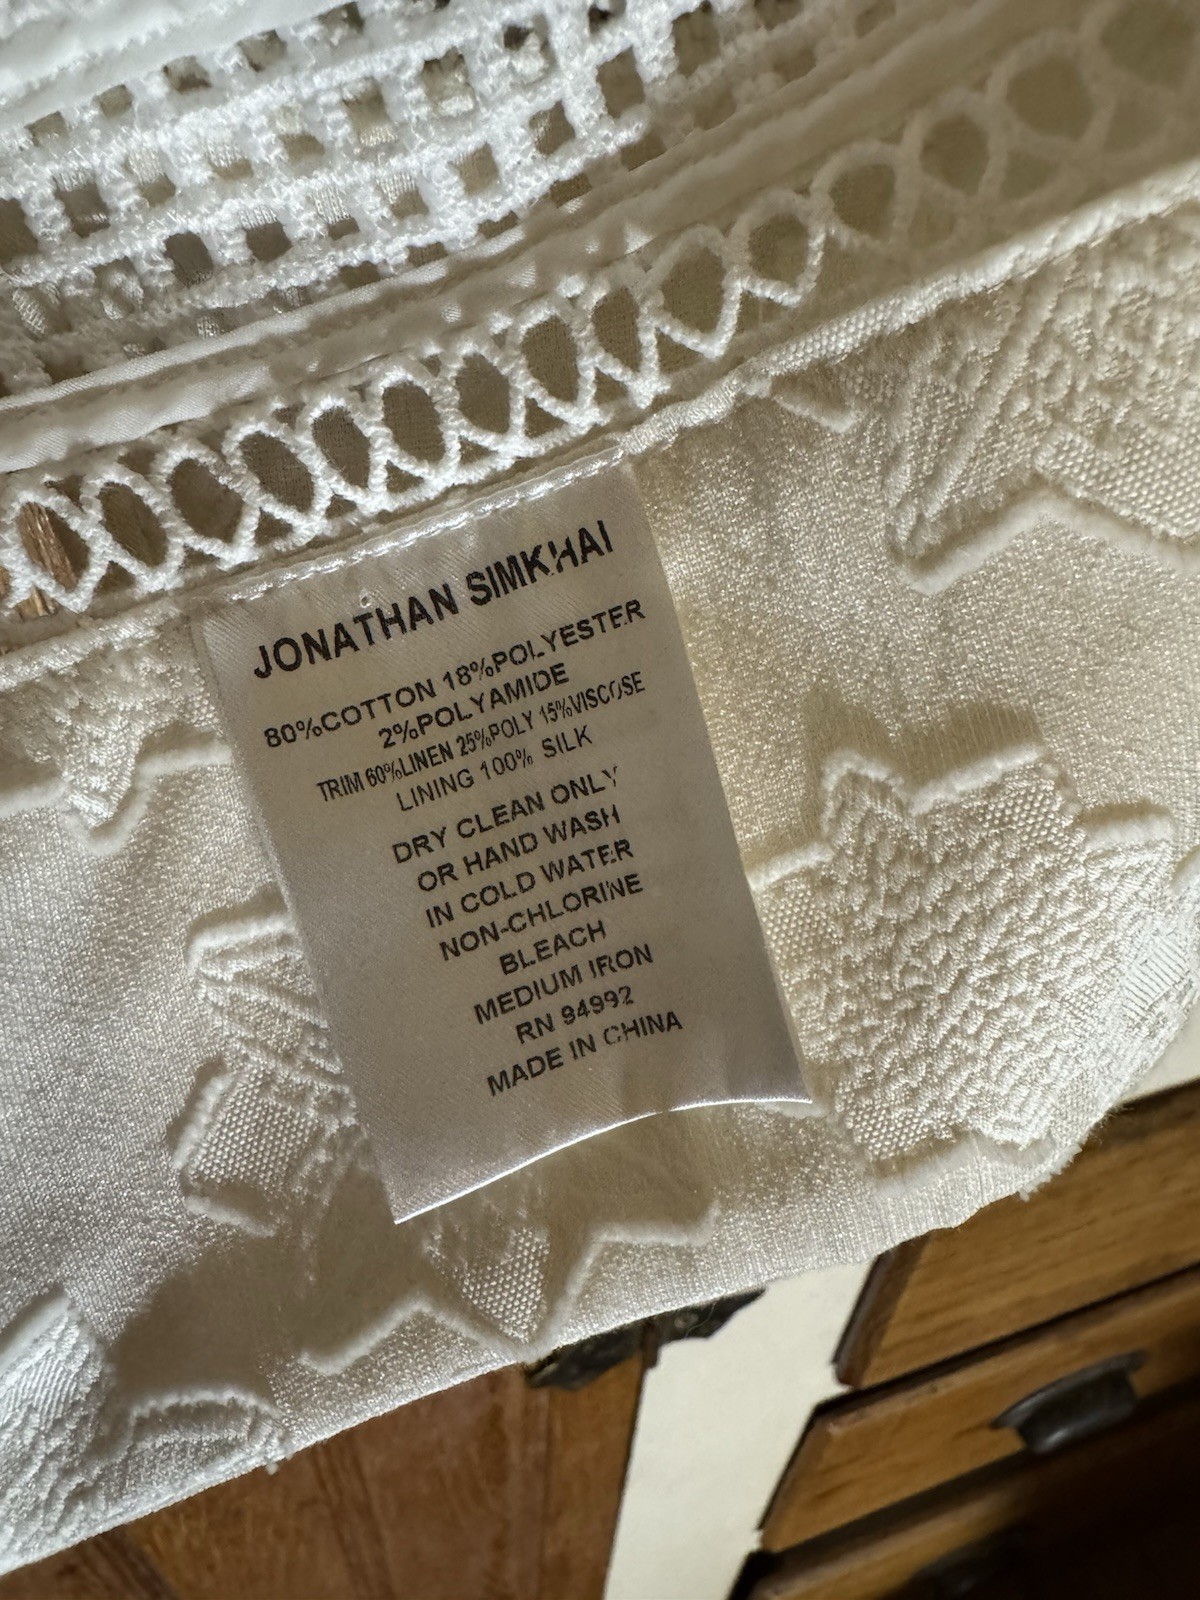 JONATHAN SIMKHAI
80%COTTON 18%POLYESTER
2%POLYAMIDE
TRIM 60%LINEN 25%POLY 15%VISCOSE
LINING 100% SILK
DRY CLEAN ONLY
OR HAND WASH
IN COLD WATER
NON-CHLORINE
BLEACH
MEDIUM IRON
RN 94992
MADE IN CHINA